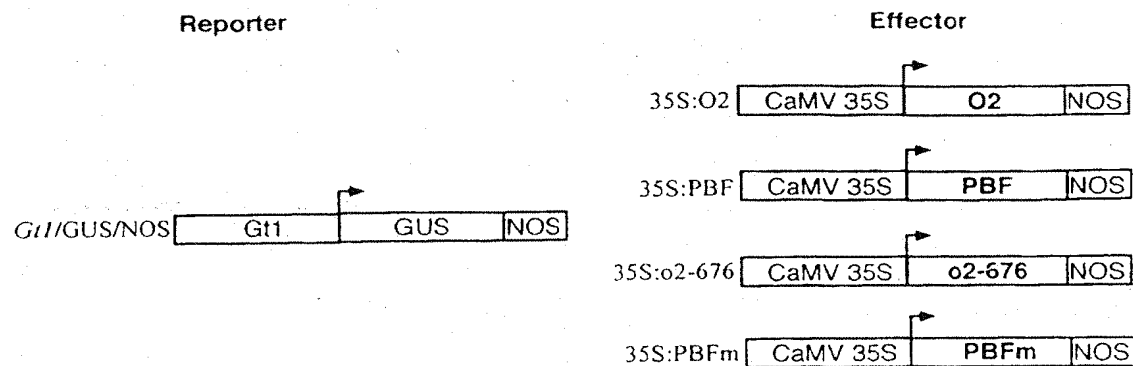 Reporter
Gt1/GUS/NOS Gt1 GUS NOS
Effector
35S:O2 CaMV 35S O2 NOS
35S:PBF CaMV 35S PBF NOS
35S:o2-676 CaMV 35S o2-676 NOS
35S:PBFm CaMV 35S PBFm NOS